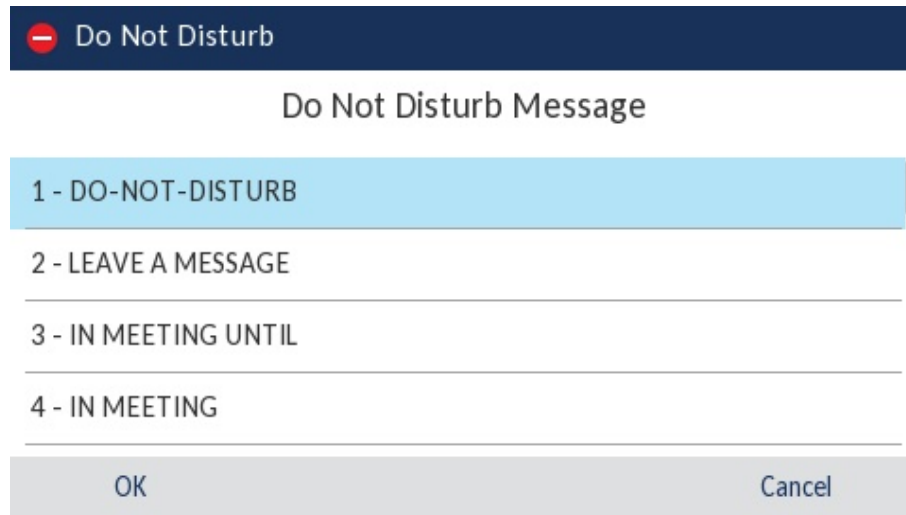 Do Not Disturb
Do Not Disturb Message
1 - DO-NOT-DISTURB
2 - LEAVE A MESSAGE
3 - IN MEETING UNTIL
4 - IN MEETING
OK Cancel